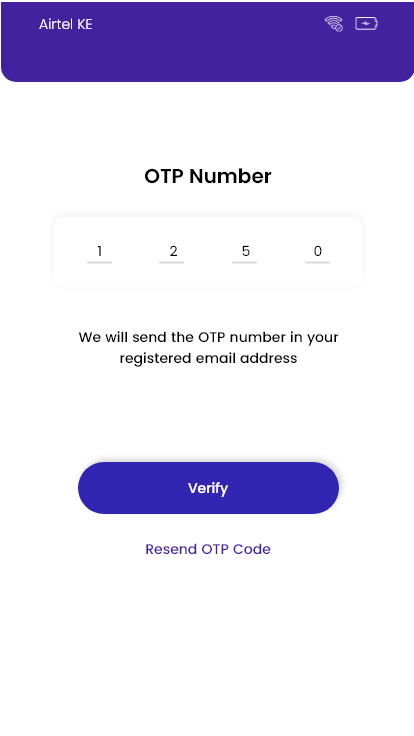 Airtel KE
OTP Number
1 2 5 0
We will send the OTP number in your
registered email address
Verify
Resend OTP Code